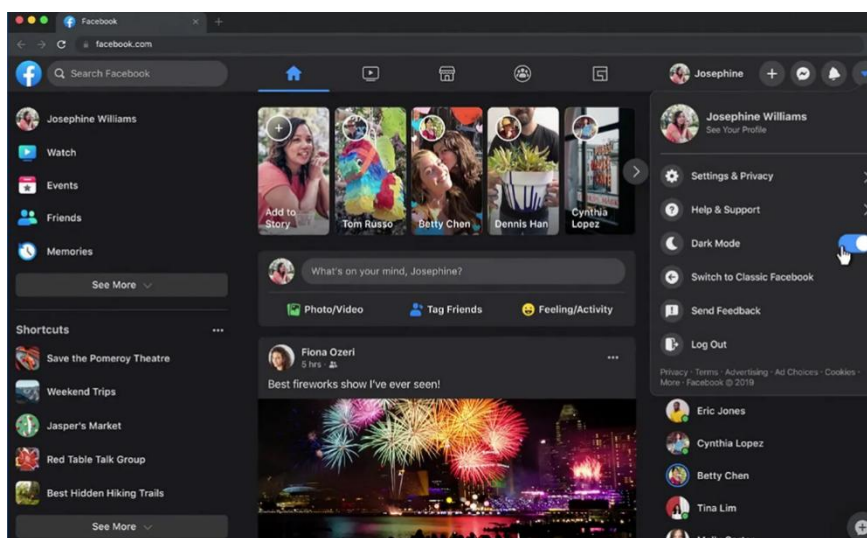 Facebook
facebook.com
Search Facebook
Josephine
Josephine Williams
Watch
Events
Friends
Memories
See More
Shortcuts
Save the Pomeroy Theatre
Weekend Trips
Jasper's Market
Red Table Talk Group
Best Hidden Hiking Trails
See More
Add to
Story
Tom Russo
Betty Chen
Dennis Han
Cynthia
Lopez
What's on your mind, Josephine?
Photo/Video
Tag Friends
Feeling/Activity
Fiona Ozeri
5 hrs ·
Best fireworks show I've ever seen!
Josephine Williams
See Your Profile
Settings & Privacy
Help & Support
Dark Mode
Switch to Classic Facebook
Send Feedback
Log Out
Privacy · Terms · Advertising · Ad Choices · Cookies ·
More · Facebook © 2019
Eric Jones
Cynthia Lopez
Betty Chen
Tina Lim